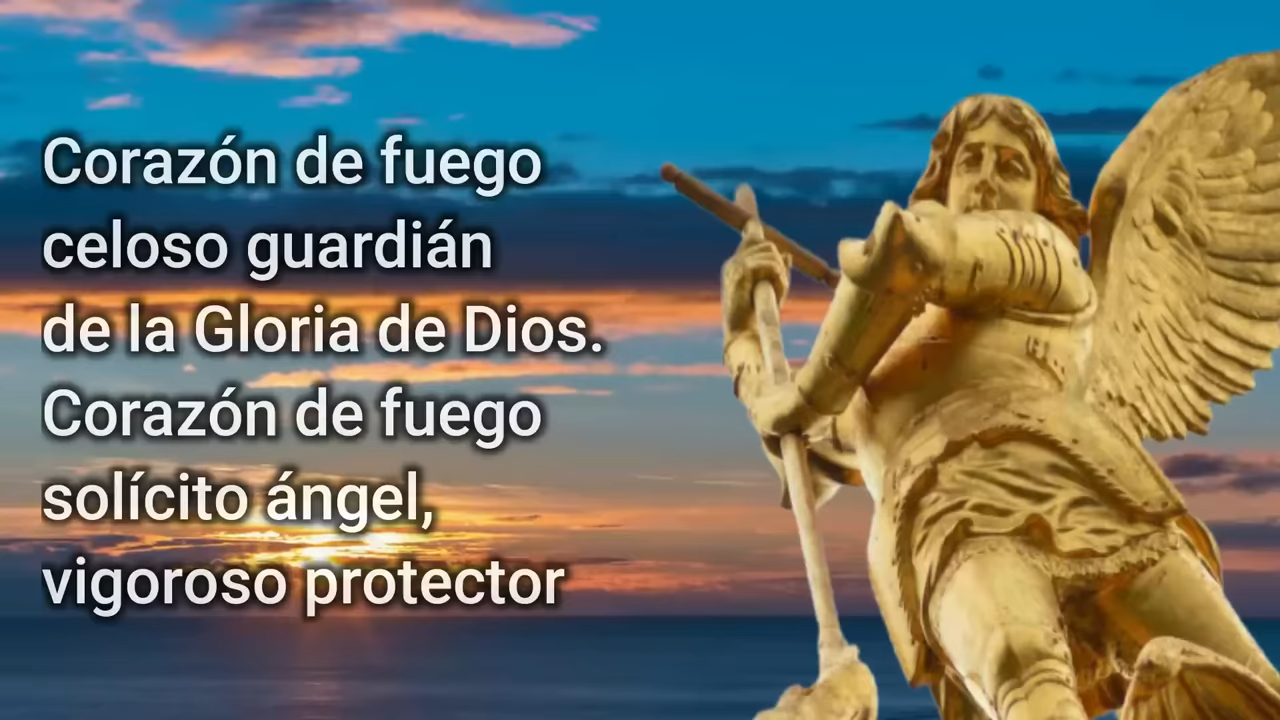 Corazón de fuego
celoso guardián
de la Gloria de Dios.
Corazón de fuego
solícito ángel,
vigoroso protector